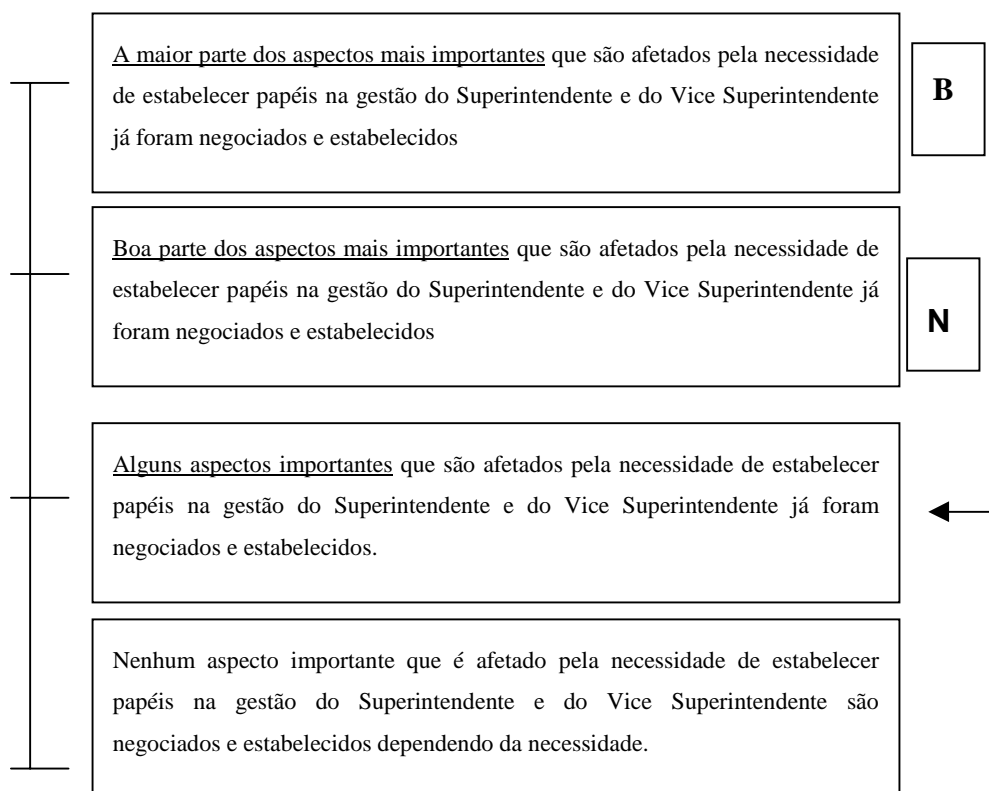 A maior parte dos aspectos mais importantes que são afetados pela necessidade
de estabelecer papéis na gestão do Superintendente e do Vice Superintendente
já foram negociados e estabelecidos
B
Boa parte dos aspectos mais importantes que são afetados pela necessidade de
estabelecer papéis na gestão do Superintendente e do Vice Superintendente já
foram negociados e estabelecidos
N
Alguns aspectos importantes que são afetados pela necessidade de estabelecer
papéis na gestão do Superintendente e do Vice Superintendente já foram
negociados e estabelecidos.
Nenhum aspecto importante que é afetado pela necessidade de estabelecer
papéis na gestão do Superintendente e do Vice Superintendente são
negociados e estabelecidos dependendo da necessidade.